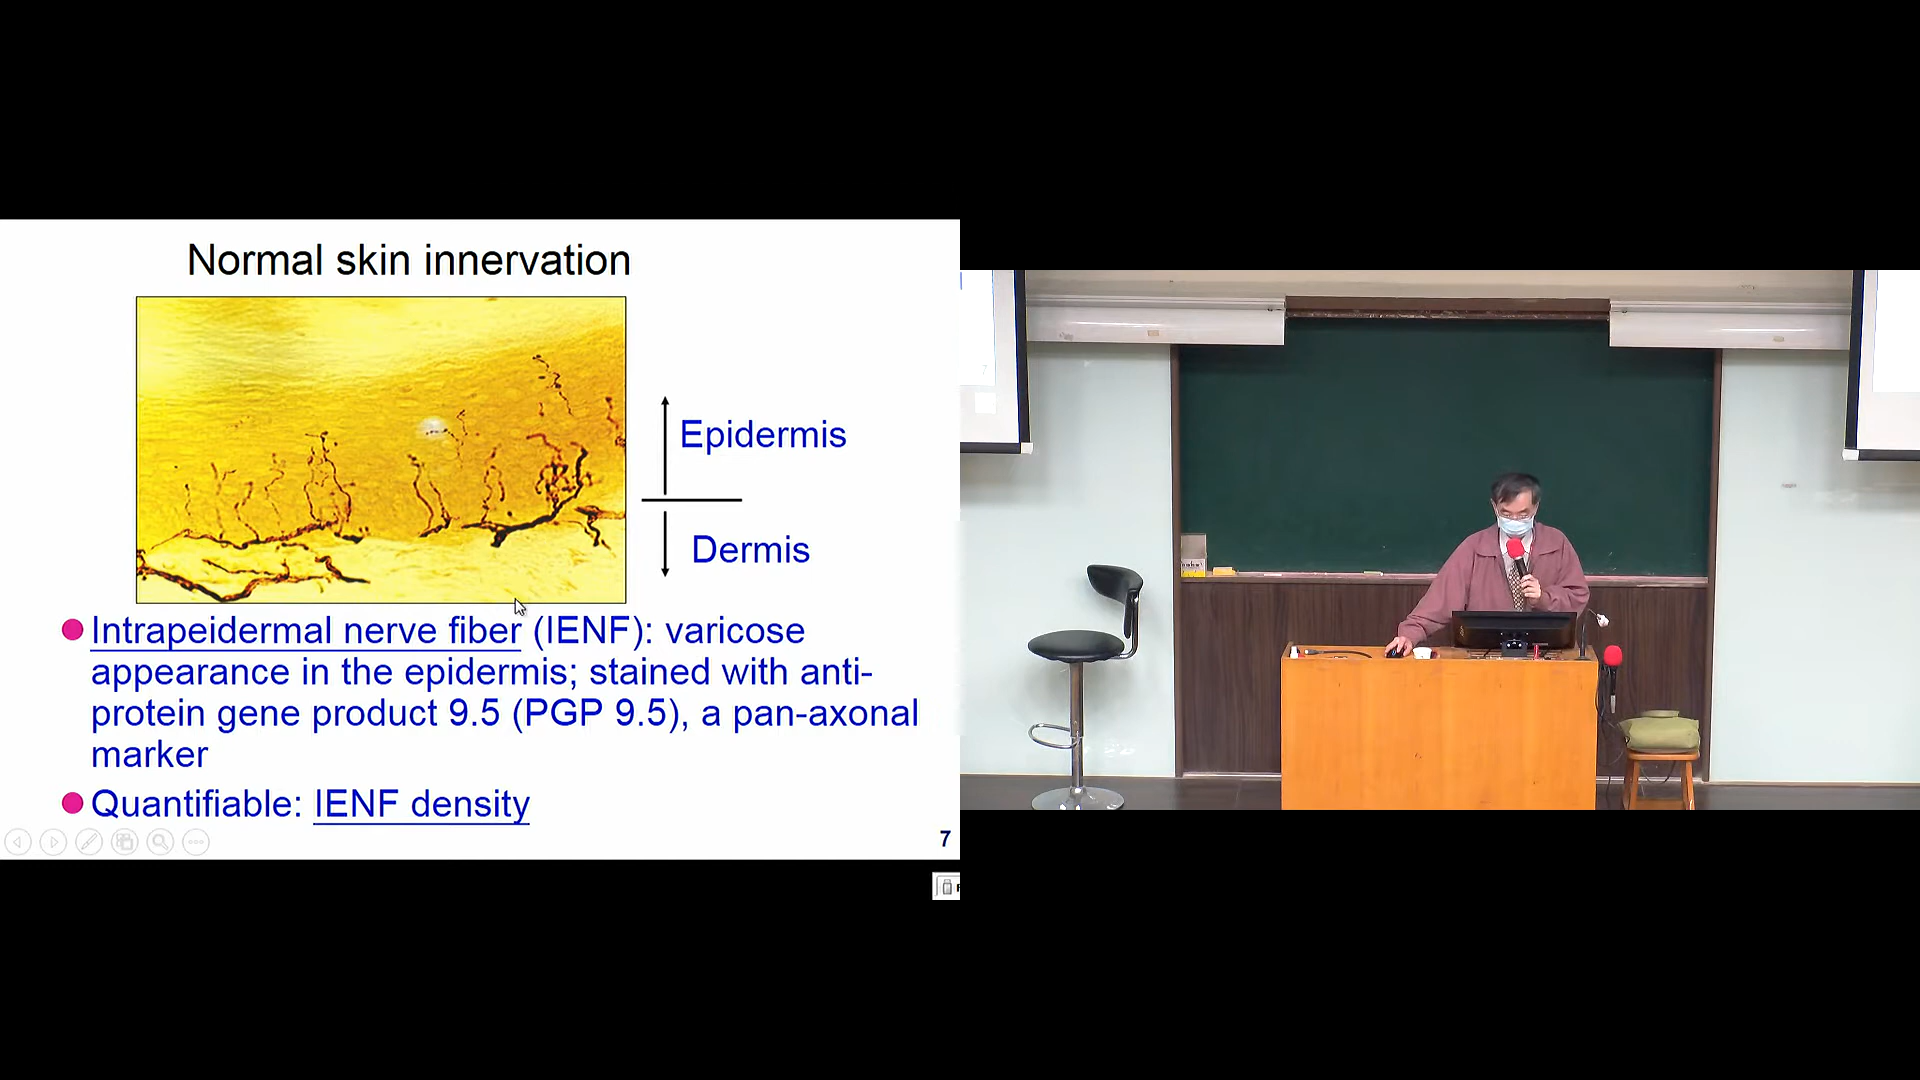 Normal skin innervation
Epidermis
Dermis
Intrapeidermal nerve fiber (IENF): varicose
appearance in the epidermis; stained with anti-
protein gene product 9.5 (PGP 9.5), a pan-axonal
marker
Quantifiable: IENF density
7
7